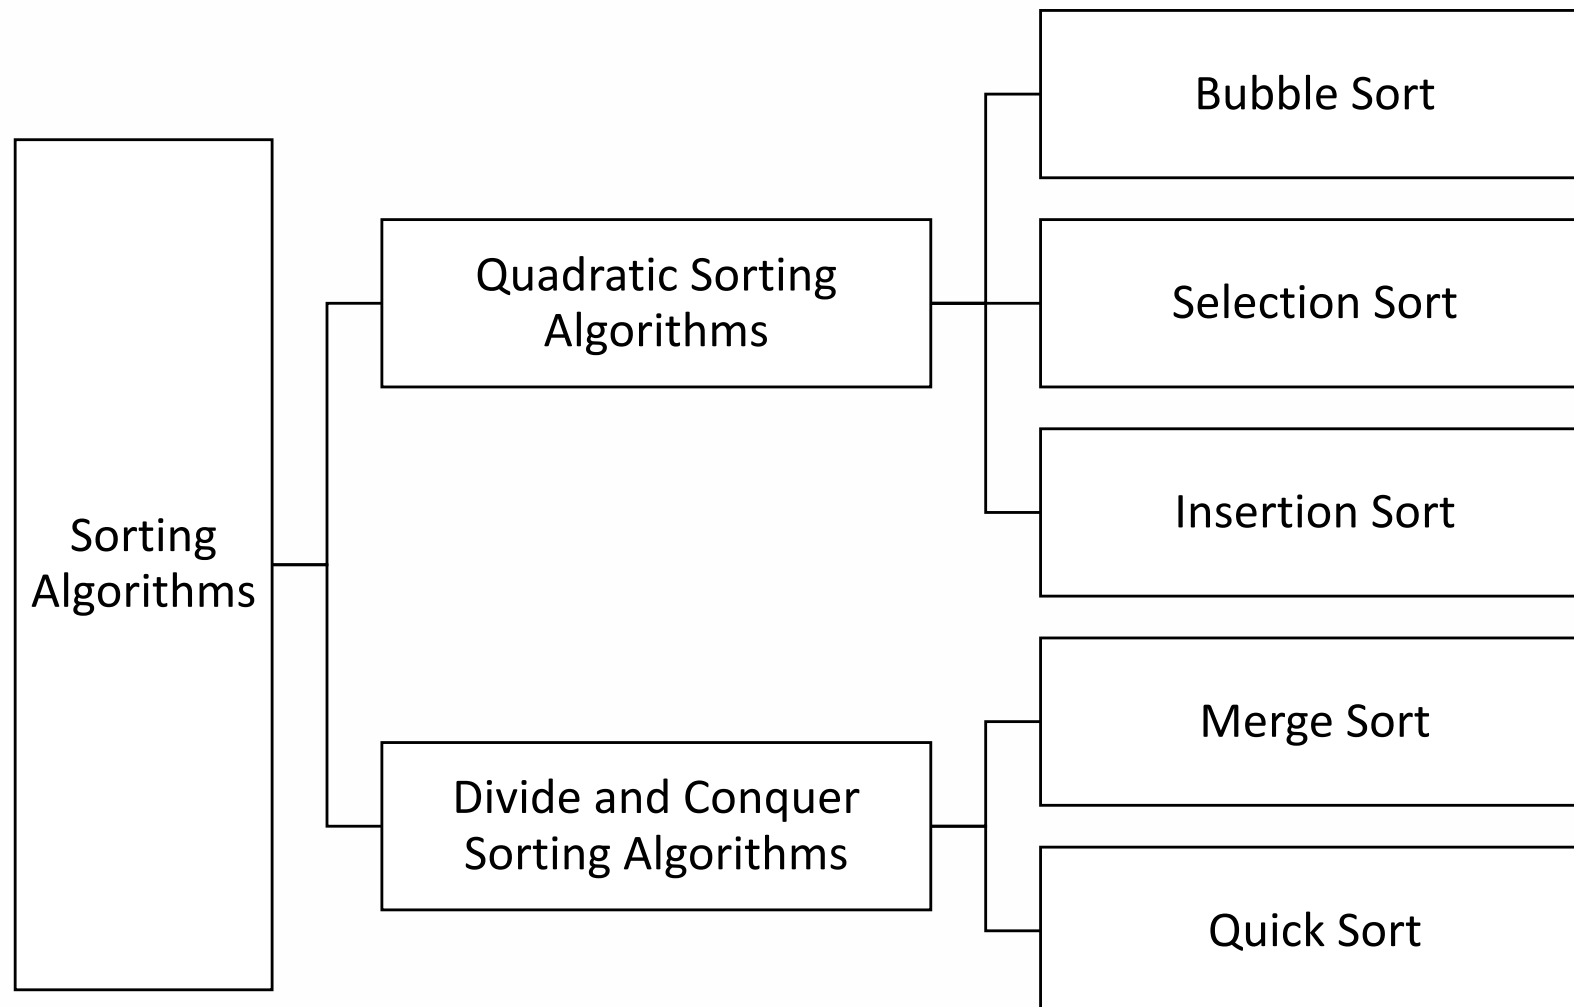 Sorting
Algorithms
Quadratic Sorting
Algorithms
Bubble Sort
Selection Sort
Insertion Sort
Divide and Conquer
Sorting Algorithms
Merge Sort
Quick Sort